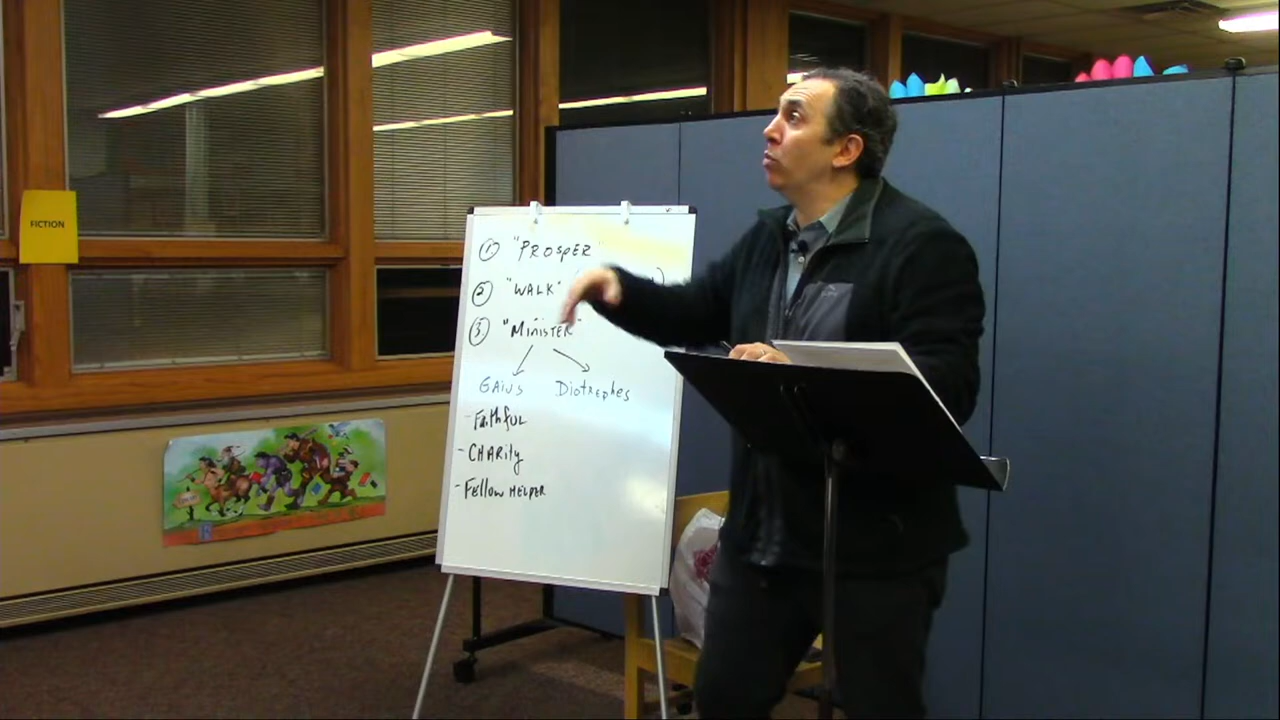 FICTION
① "PROSPER"
② "WALK"
③ "MINISTER"
GAIUS Diotrephes
- Faithful
- CHARITY
- Fellow HELPER